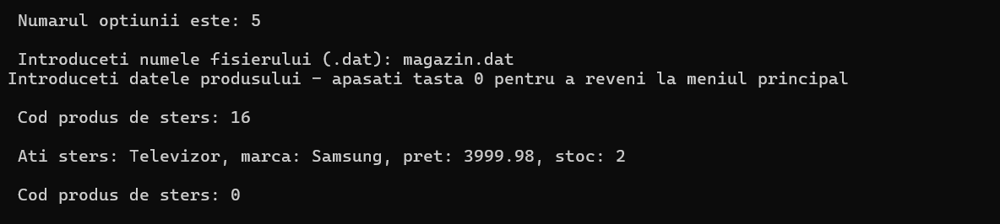 Numarul optiunii este: 5
Introduceti numele fisierului (.dat): magazin.dat
Introduceti datele produsului - apasati tasta 0 pentru a reveni la meniul principal
Cod produs de sters: 16
Ati sters: Televizor, marca: Samsung, pret: 3999.98, stoc: 2
Cod produs de sters: 0